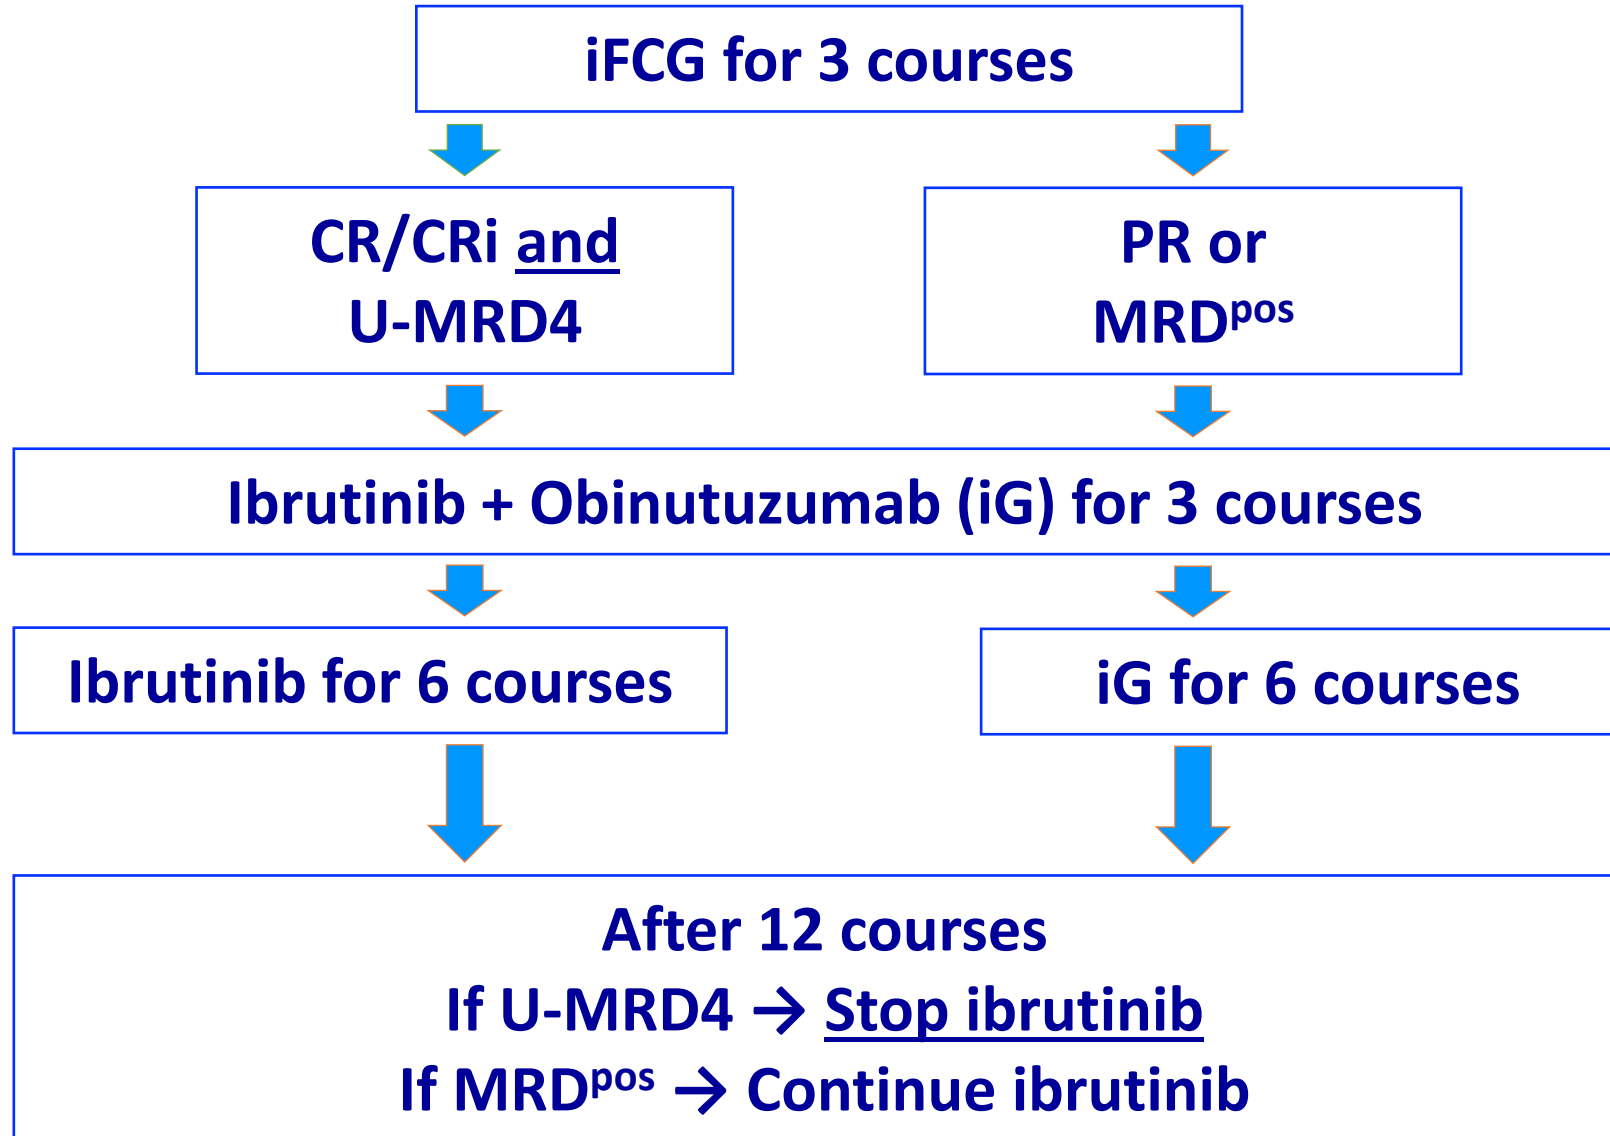 iFCG for 3 courses
CR/CRi and
U-MRD4
PR or
MRDᵖᵒˢ
Ibrutinib + Obinutuzumab (iG) for 3 courses
Ibrutinib for 6 courses
iG for 6 courses
After 12 courses
If U-MRD4 → Stop ibrutinib
If MRDᵖᵒˢ → Continue ibrutinib